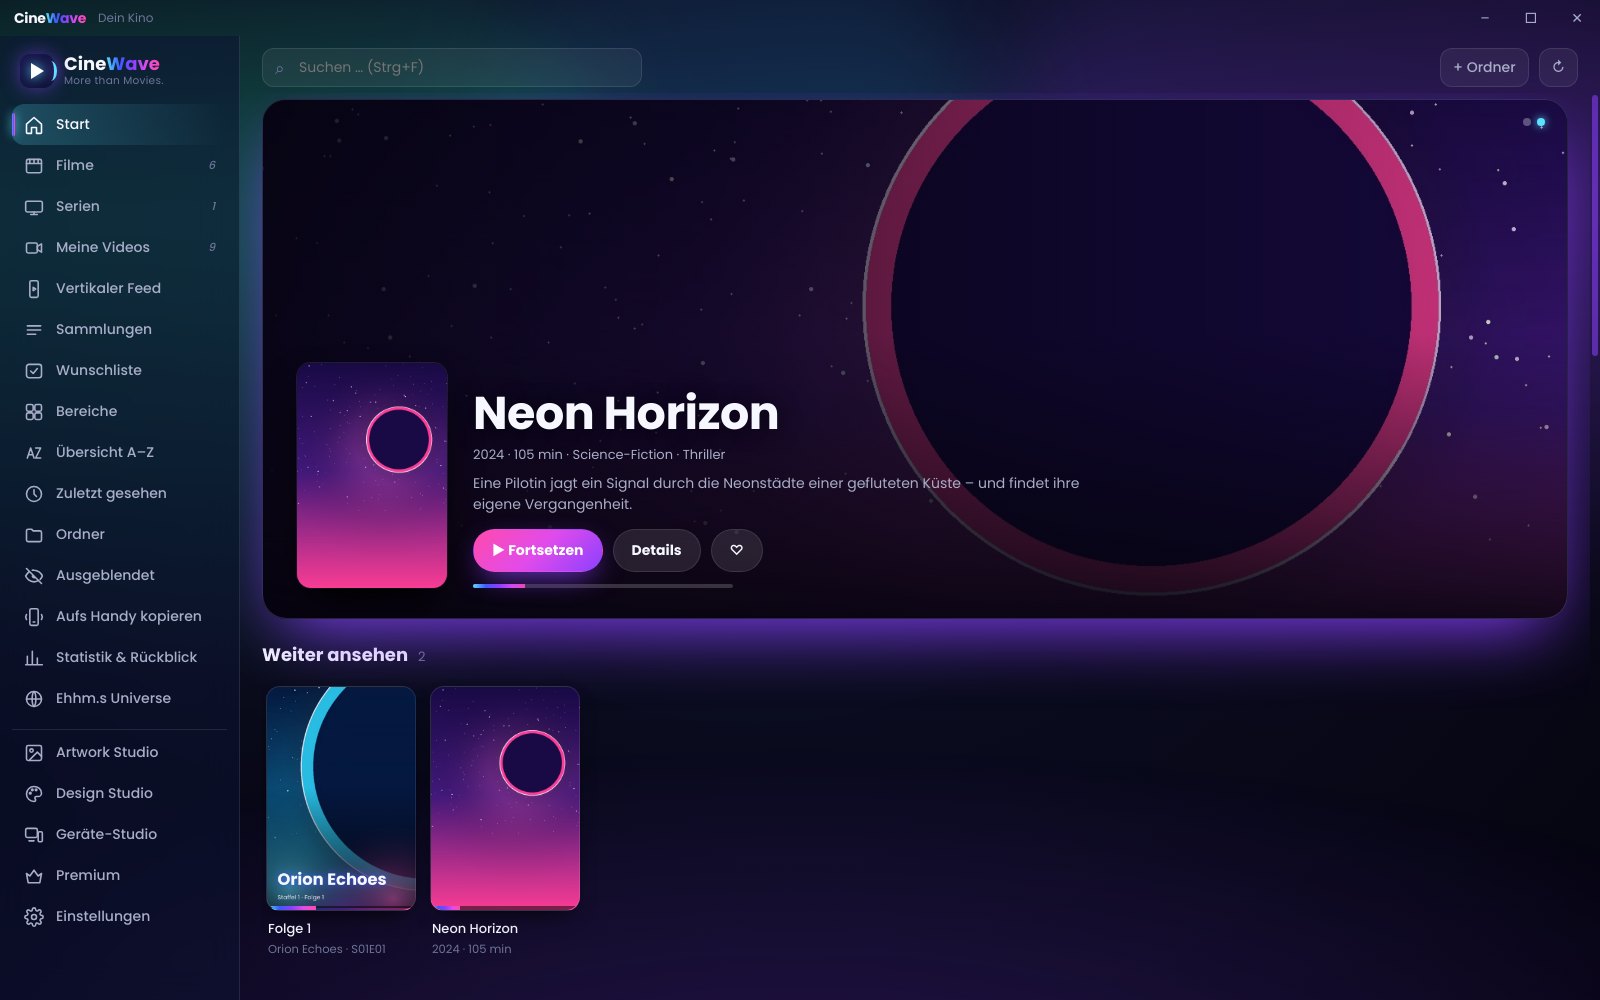 CineWave Dein Kino
CineWave
More than Movies.
Start
Filme 6
Serien 1
Meine Videos 9
Vertikaler Feed
Sammlungen
Wunschliste
Bereiche
AZ Übersicht A–Z
Zuletzt gesehen
Ordner
Ausgeblendet
Aufs Handy kopieren
Statistik & Rückblick
Ehhm.s Universe
Artwork Studio
Design Studio
Geräte-Studio
Premium
Einstellungen
Suchen … (Strg+F)
+ Ordner
Neon Horizon
2024 · 105 min · Science-Fiction · Thriller
Eine Pilotin jagt ein Signal durch die Neonstädte einer gefluteten Küste – und findet ihre
eigene Vergangenheit.
Fortsetzen
Details
Weiter ansehen 2
Orion Echoes
Staffel 1 · Folge 1
Folge 1
Orion Echoes · S01E01
Neon Horizon
2024 · 105 min